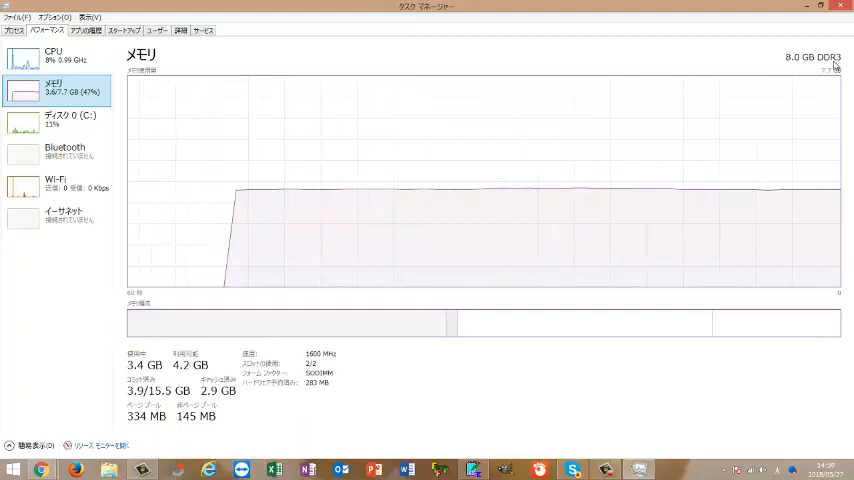 タスク マネージャー
ファイル(F) オプション(O) 表示(V)
プロセス パフォーマンス アプリの履歴 スタートアップ ユーザー 詳細 サービス
CPU
8% 0.99 GHz
メモリ
3.6/7.7 GB (47%)
ディスク 0 (C:)
11%
Bluetooth
接続されていません
Wi-Fi
送信: 0 受信: 0 Kbps
イーサネット
接続されていません
メモリ
8.0 GB DDR3
メモリ使用量
7.7 GB
60 秒
0
メモリ構成
使用中
3.4 GB
利用可能
4.2 GB
コミット済み
3.9/15.5 GB
キャッシュ済み
2.9 GB
ページ プール
334 MB
非ページ プール
145 MB
速度: 1600 MHz
スロットの使用: 2/2
フォーム ファクター: SODIMM
ハードウェア予約済み: 283 MB
簡易表示(D)
リソース モニターを開く
14:59
2018/05/27